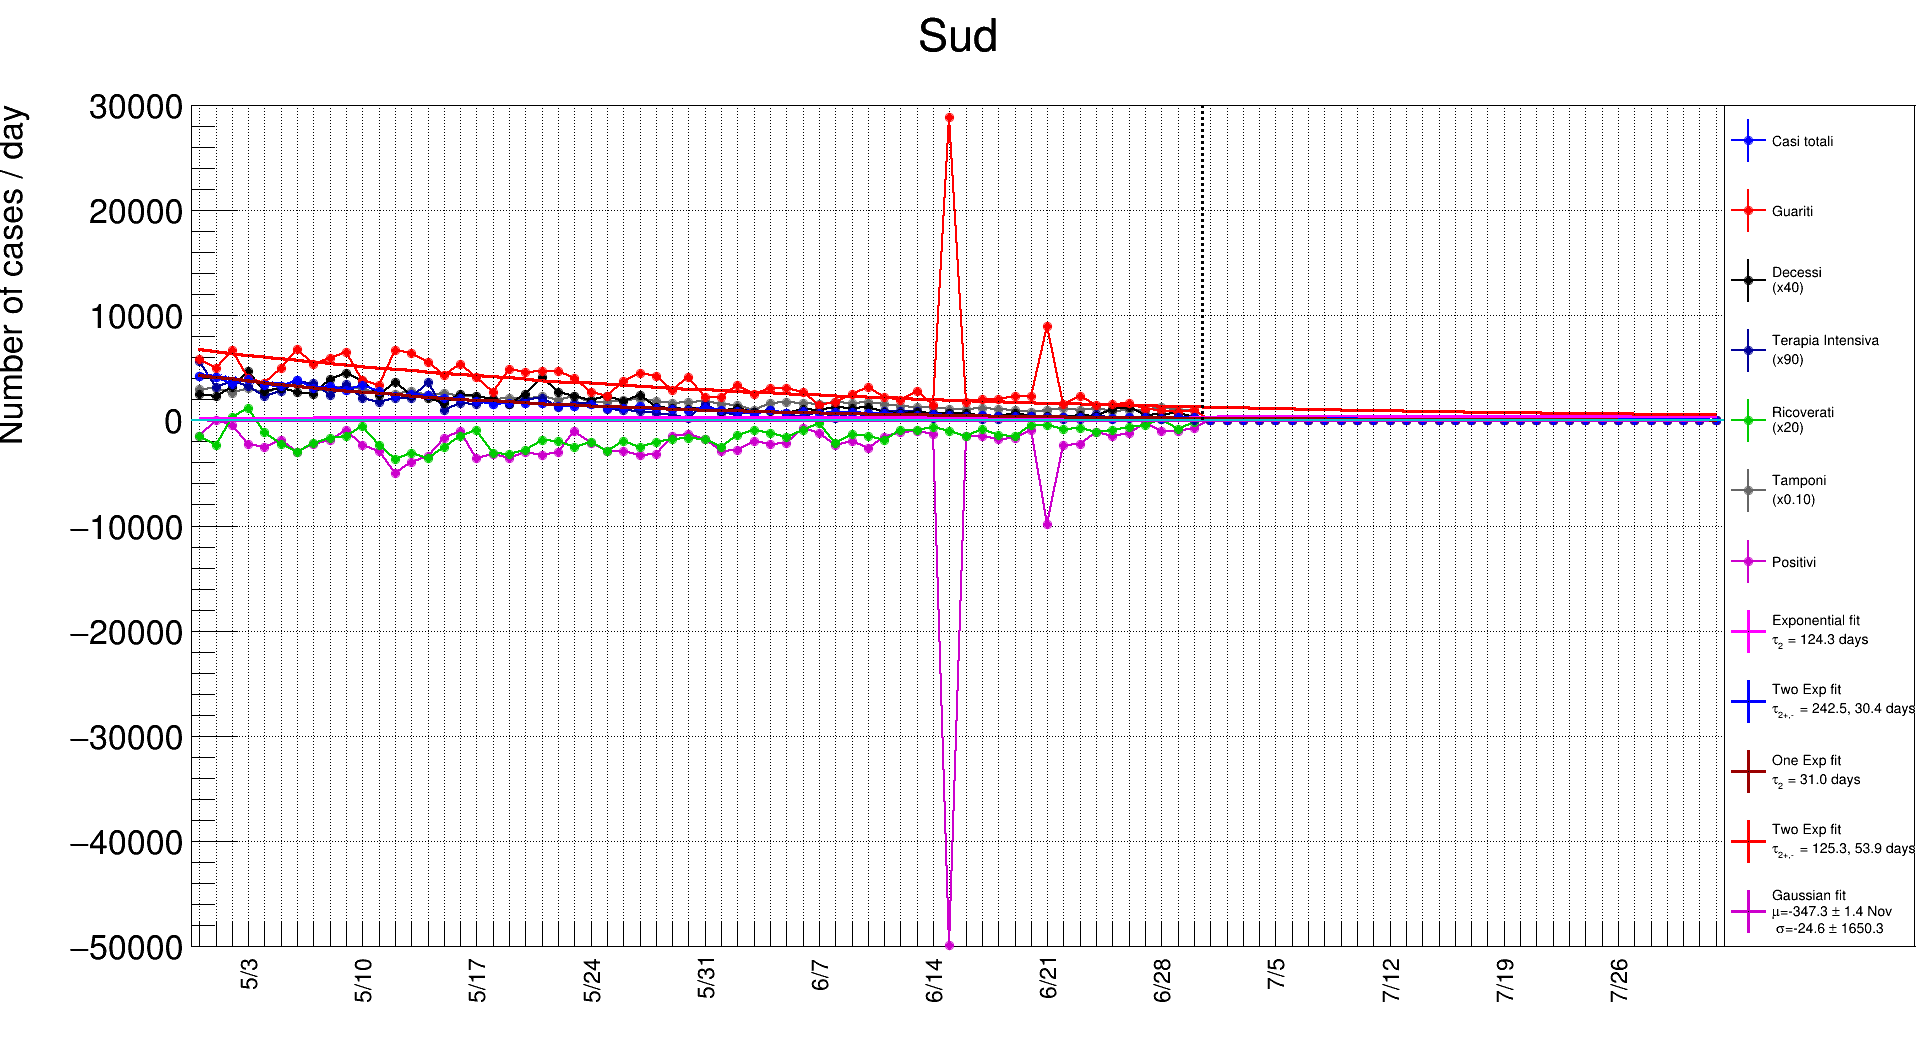 Sud
Number of cases / day
30000
20000
10000
0
−10000
−20000
−30000
−40000
−50000
5/3
5/10
5/17
5/24
5/31
6/7
6/14
6/21
6/28
7/5
7/12
7/19
7/26
Casi totali
Guariti
Decessi
(x40)
Terapia Intensiva
(x90)
Ricoverati
(x20)
Tamponi
(x0.10)
Positivi
Exponential fit
τ2 = 124.3 days
Two Exp fit
τ2+,- = 242.5, 30.4 days
One Exp fit
τ2 = 31.0 days
Two Exp fit
τ2+,- = 125.3, 53.9 days
Gaussian fit
μ=-347.3 ± 1.4 Nov
σ=-24.6 ± 1650.3